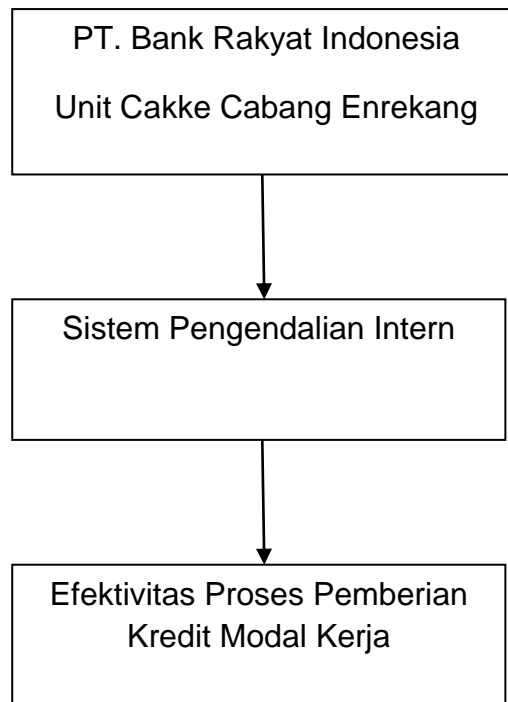 PT. Bank Rakyat Indonesia
Unit Cakke Cabang Enrekang
Sistem Pengendalian Intern
Efektivitas Proses Pemberian
Kredit Modal Kerja